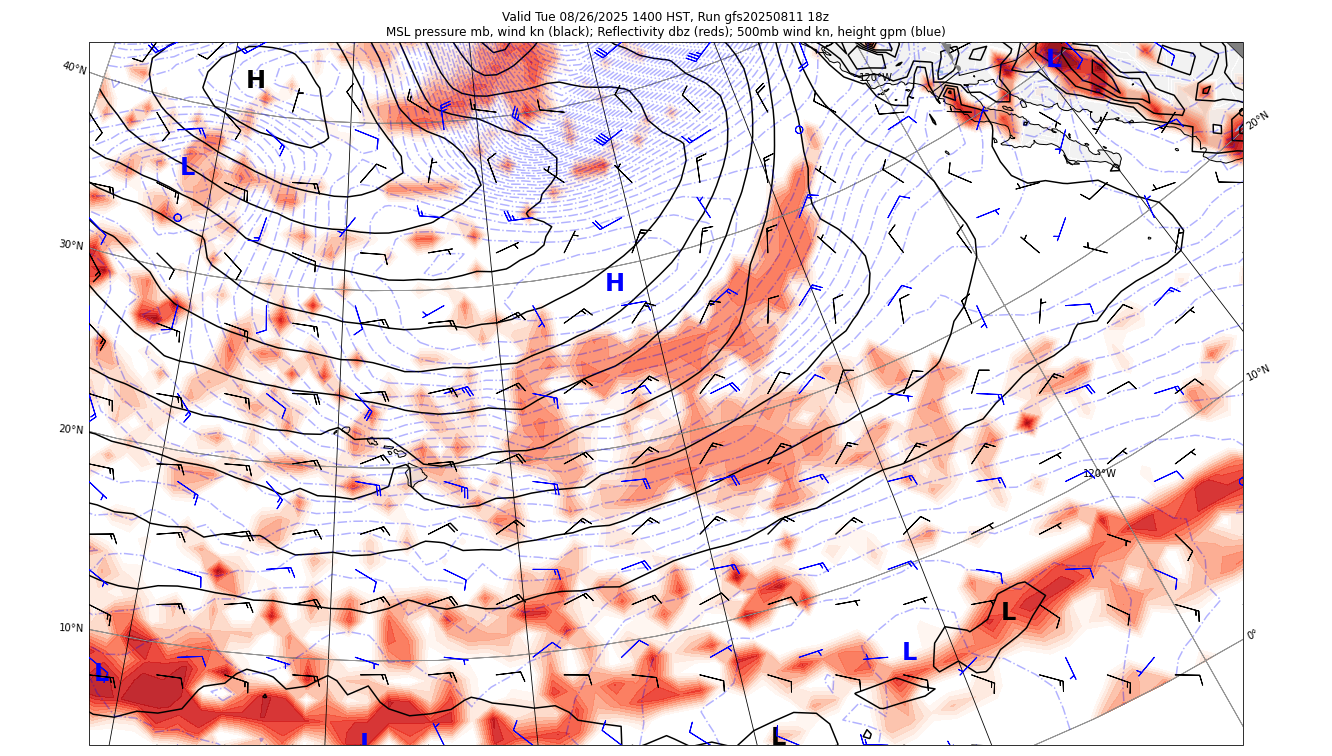 Valid Tue 08/26/2025 1400 HST, Run gfs20250811 18z
MSL pressure mb, wind kn (black); Reflectivity dbz (reds); 500mb wind kn, height gpm (blue)
40°N
H
120°W
L
20°N
L
30°N
H
10°N
20°N
120°W
10°N
L
0°
L
L
L
L